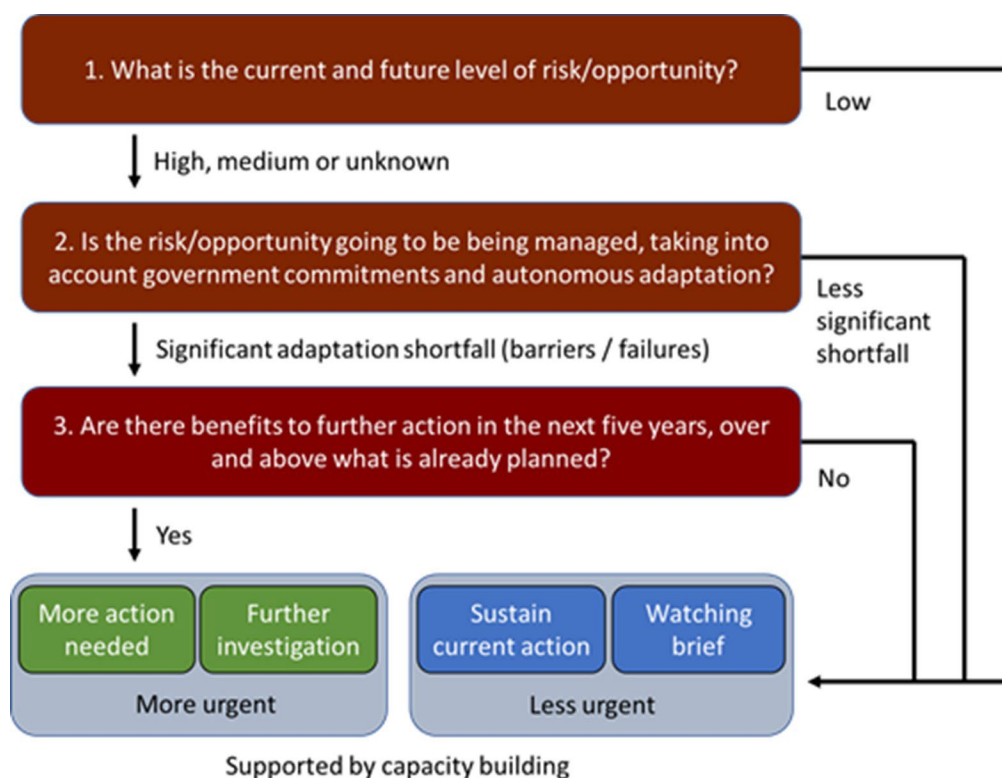 1. What is the current and future level of risk/opportunity?
Low
High, medium or unknown
2. Is the risk/opportunity going to be being managed, taking into
account government commitments and autonomous adaptation?
Less
significant
shortfall
Significant adaptation shortfall (barriers / failures)
3. Are there benefits to further action in the next five years, over
and above what is already planned?
No
Yes
More action
needed
Further
investigation
More urgent
Sustain
current action
Watching
brief
Less urgent
Supported by capacity building